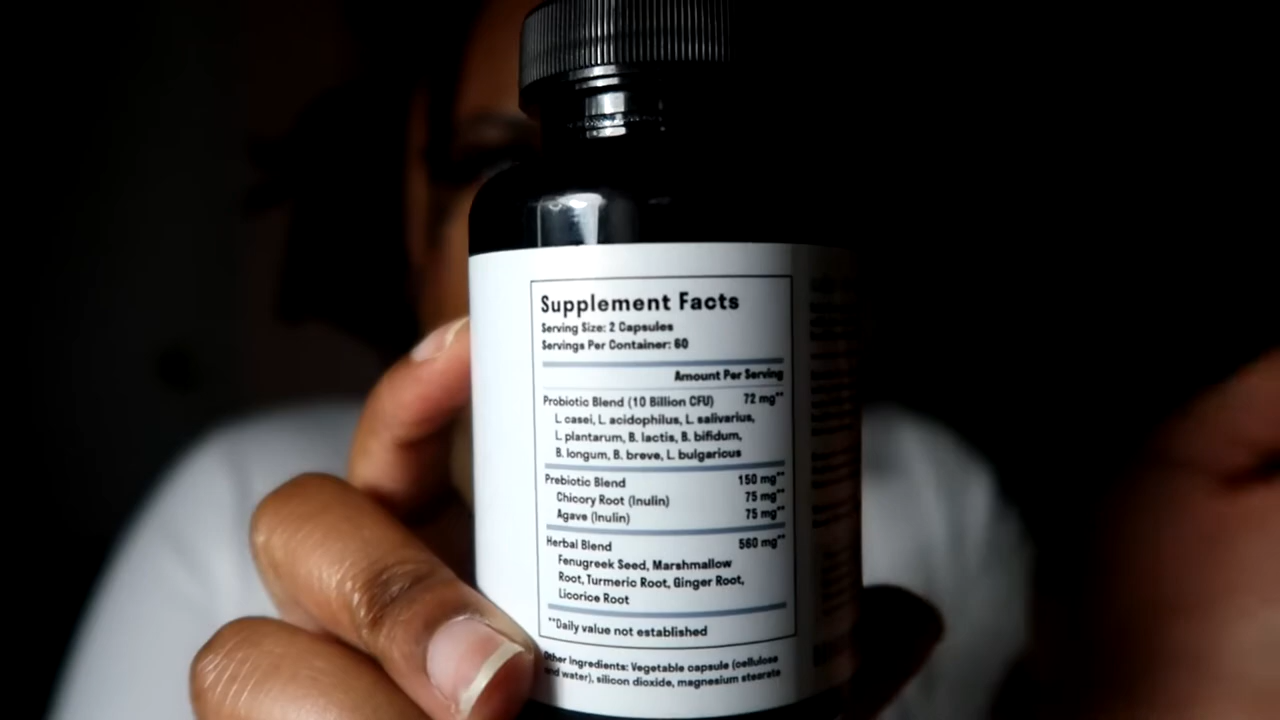 Supplement Facts
Serving Size: 2 Capsules
Servings Per Container: 60
Amount Per Serving
Probiotic Blend (10 Billion CFU) 72 mg**
L casei, L acidophilus, L. salivarius,
L plantarum, B. lactis, B. bifidum,
B. longum, B. breve, L bulgaricus
Prebiotic Blend 150 mg**
Chicory Root (Inulin) 75 mg**
Agave (Inulin) 75 mg**
Herbal Blend 560 mg**
Fenugreek Seed, Marshmallow
Root, Turmeric Root, Ginger Root,
Licorice Root
**Daily value not established
Other Ingredients: Vegetable capsule (cellulose
and water), silicon dioxide, magnesium stearate